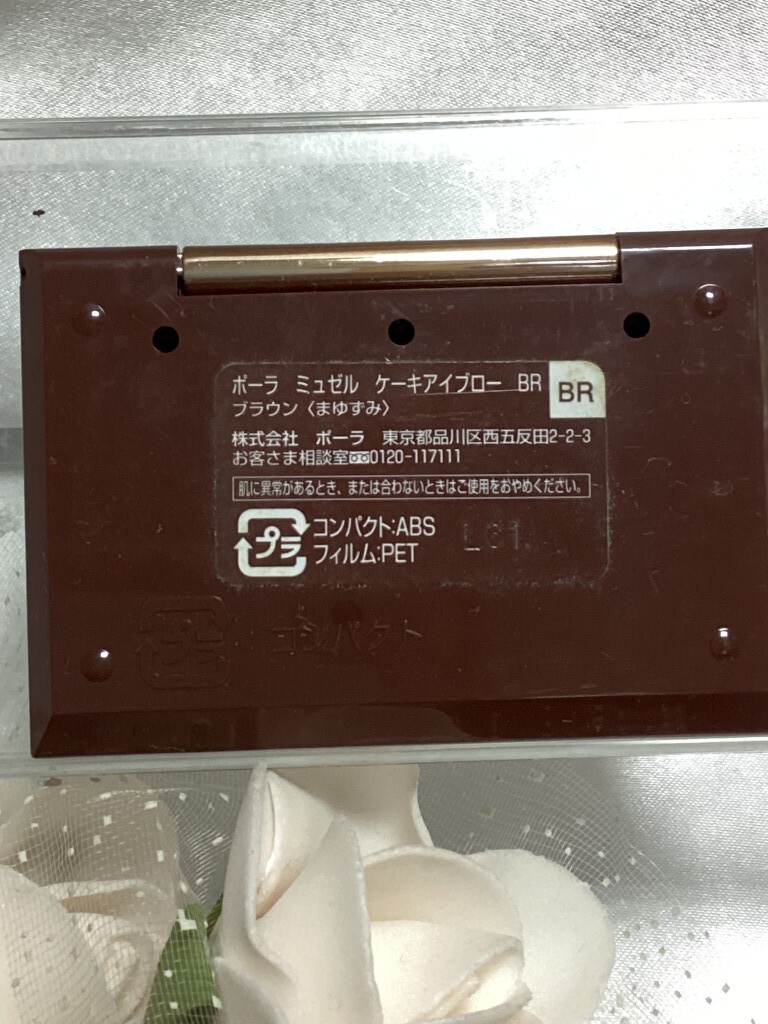 ポーラ ミュゼル ケーキアイブロー BR
BR
ブラウン〈まゆずみ〉
株式会社 ポーラ 東京都品川区西五反田2-2-3
お客さま相談室0120-117111
肌に異常があるとき、または合わないときはご使用をおやめください。
プラ
コンパクト:ABS
フィルム:PET
プラ:コンパクト